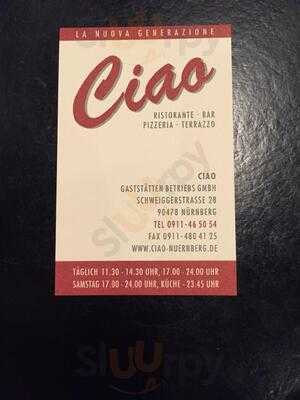 LA NUOVA GENERAZIONE
Ciao
RISTORANTE · BAR
PIZZERIA · TERRAZZO
CIAO
GASTSTÄTTEN BETRIEBS GMBH
SCHWEIGGERSTRASSE 28
90478 NÜRNBERG
TEL 0911-46 50 54
FAX 0911-480 41 25
WWW.CIAO-NUERNBERG.DE
TÄGLICH 11.30 - 14.30 UHR, 17.00 - 24.00 UHR
SAMSTAG 17.00 - 24.00 UHR, KÜCHE - 23.45 UHR
sluurpy